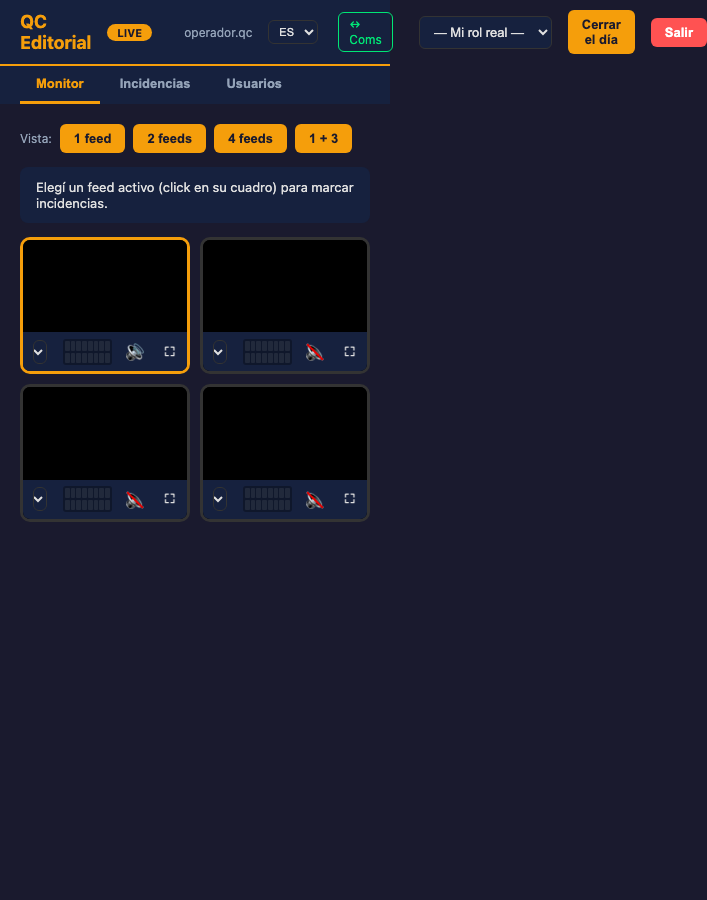 QC
Editorial
LIVE
operador.qc
ES
↔
Coms
— Mi rol real —
Cerrar
el día
Salir
Monitor
Incidencias
Usuarios
Vista:
1 feed
2 feeds
4 feeds
1 + 3
Elegí un feed activo (click en su cuadro) para marcar
incidencias.